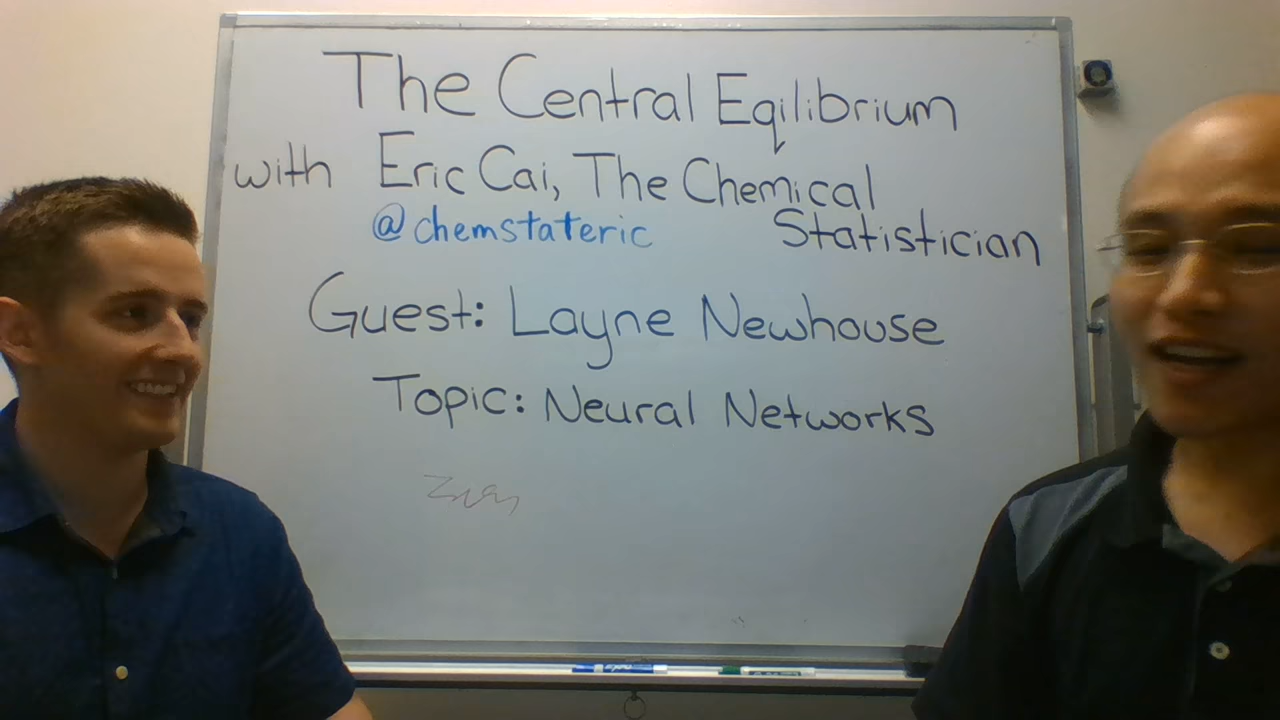 The Central Eqilibrium
with Eric Cai, The Chemical
Statistician
@chemstateric
Guest: Layne Newhouse
Topic: Neural Networks